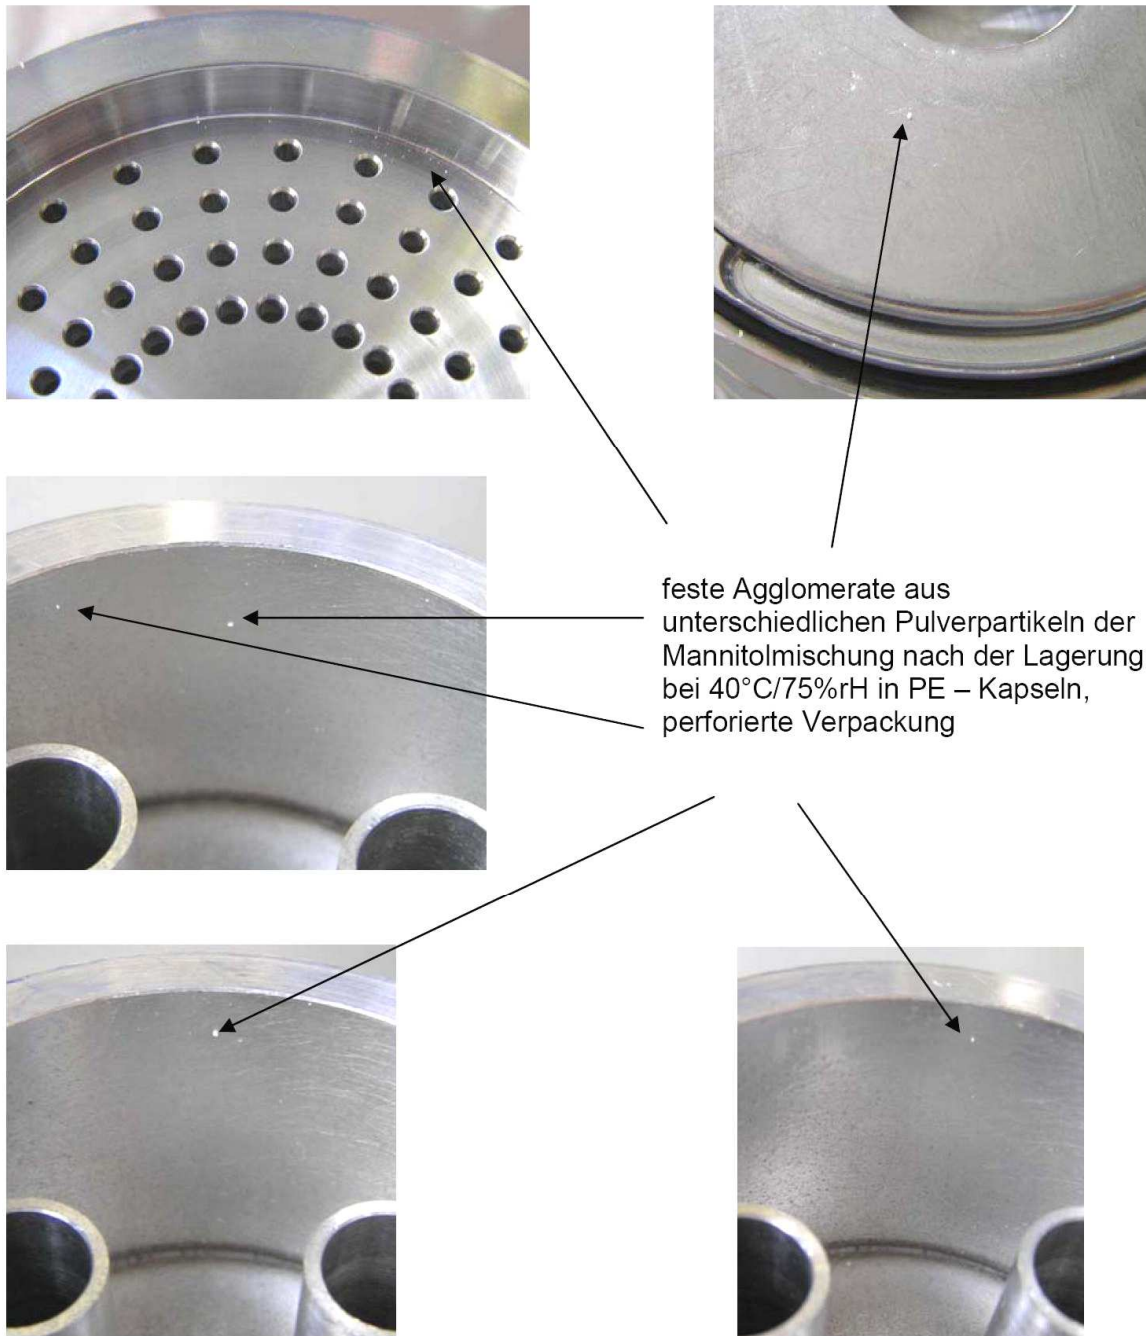 feste Agglomerate aus
unterschiedlichen Pulverpartikeln der
Mannitolmischung nach der Lagerung
bei 40°C/75%rH in PE – Kapseln,
perforierte Verpackung